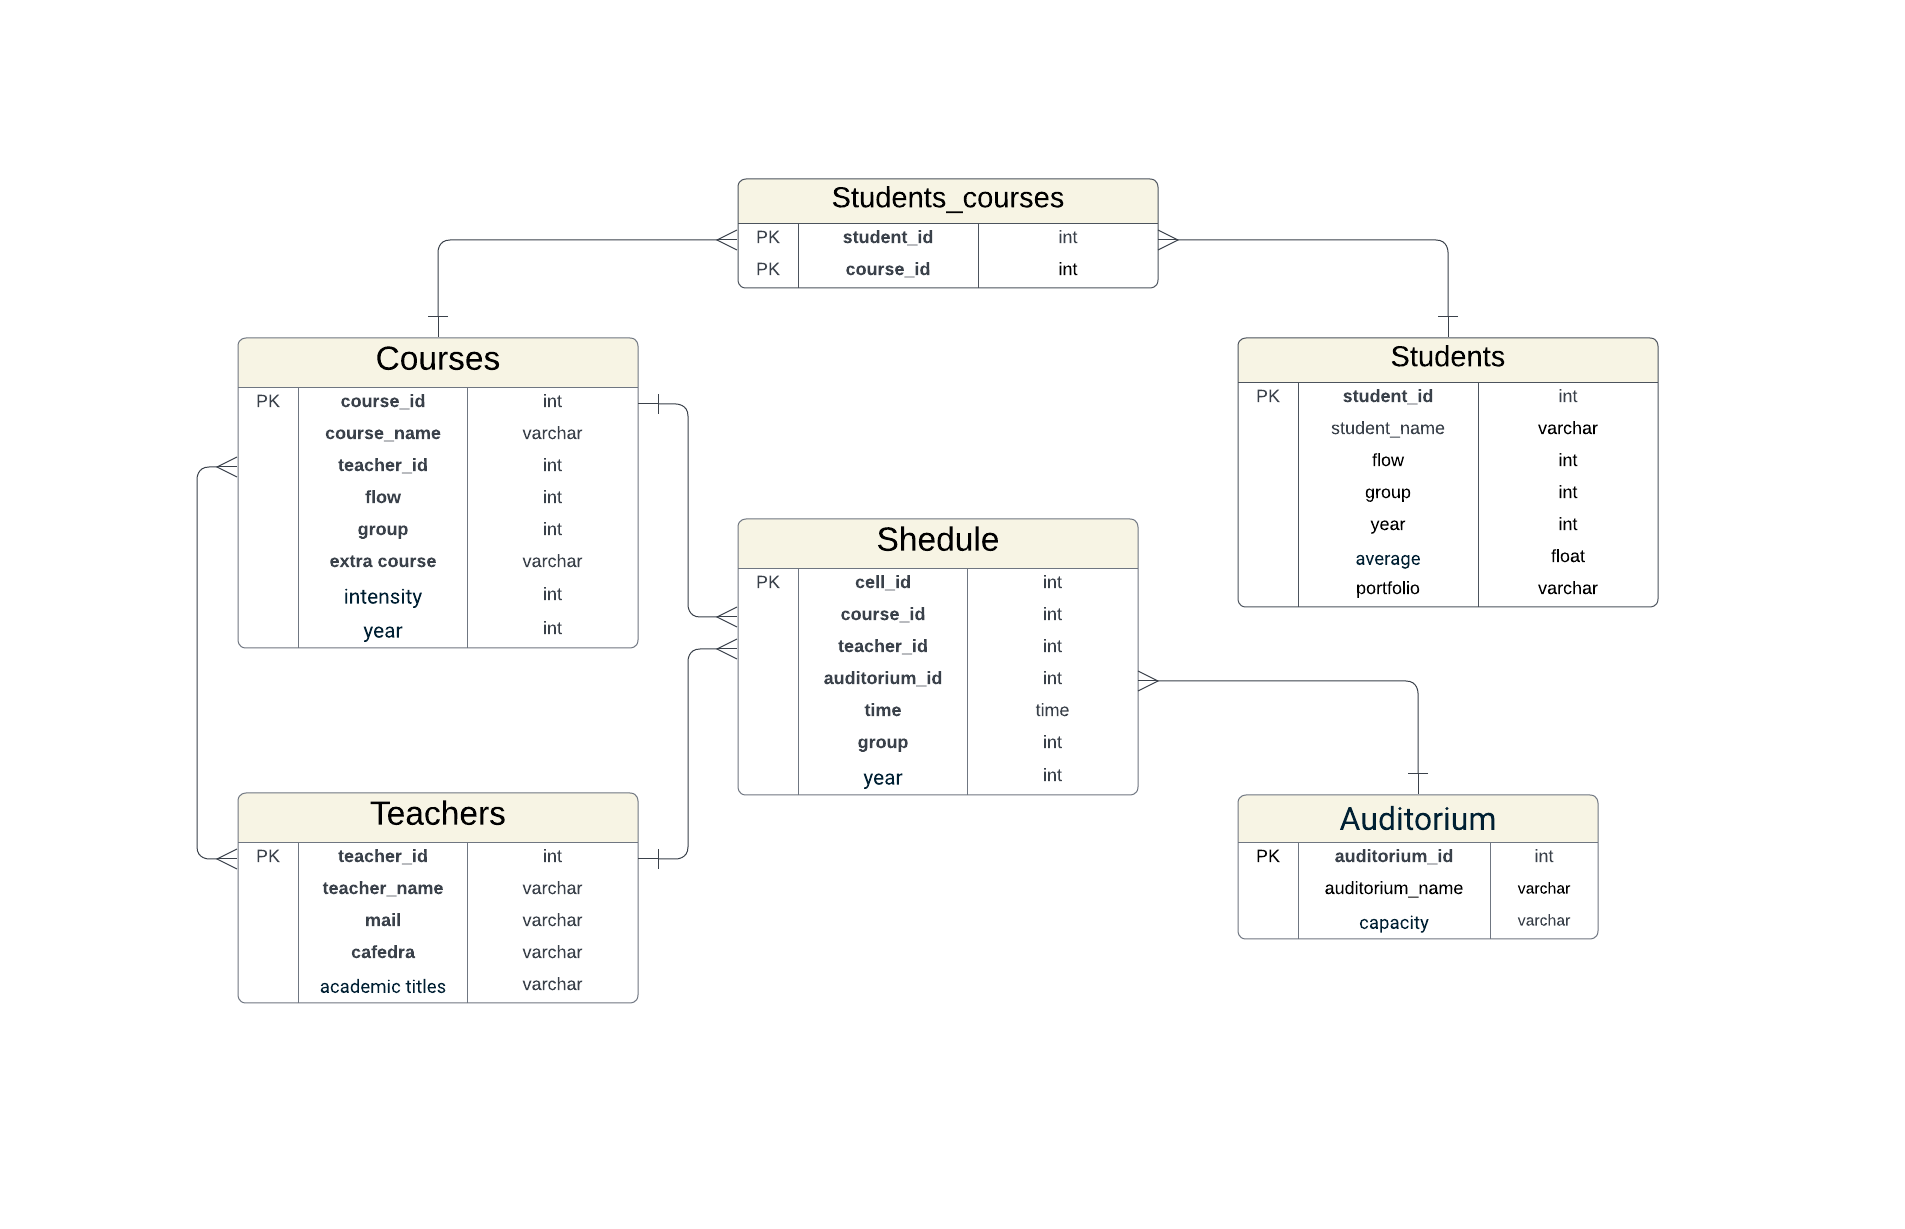 Students_courses
PK student_id int
PK course_id int
Courses
PK course_id int
course_name varchar
teacher_id int
flow int
group int
extra course varchar
intensity int
year int
Students
PK student_id int
student_name varchar
flow int
group int
year int
average float
portfolio varchar
Shedule
PK cell_id int
course_id int
teacher_id int
auditorium_id int
time time
group int
year int
Teachers
PK teacher_id int
teacher_name varchar
mail varchar
cafedra varchar
academic titles varchar
Auditorium
PK auditorium_id int
auditorium_name varchar
capacity varchar